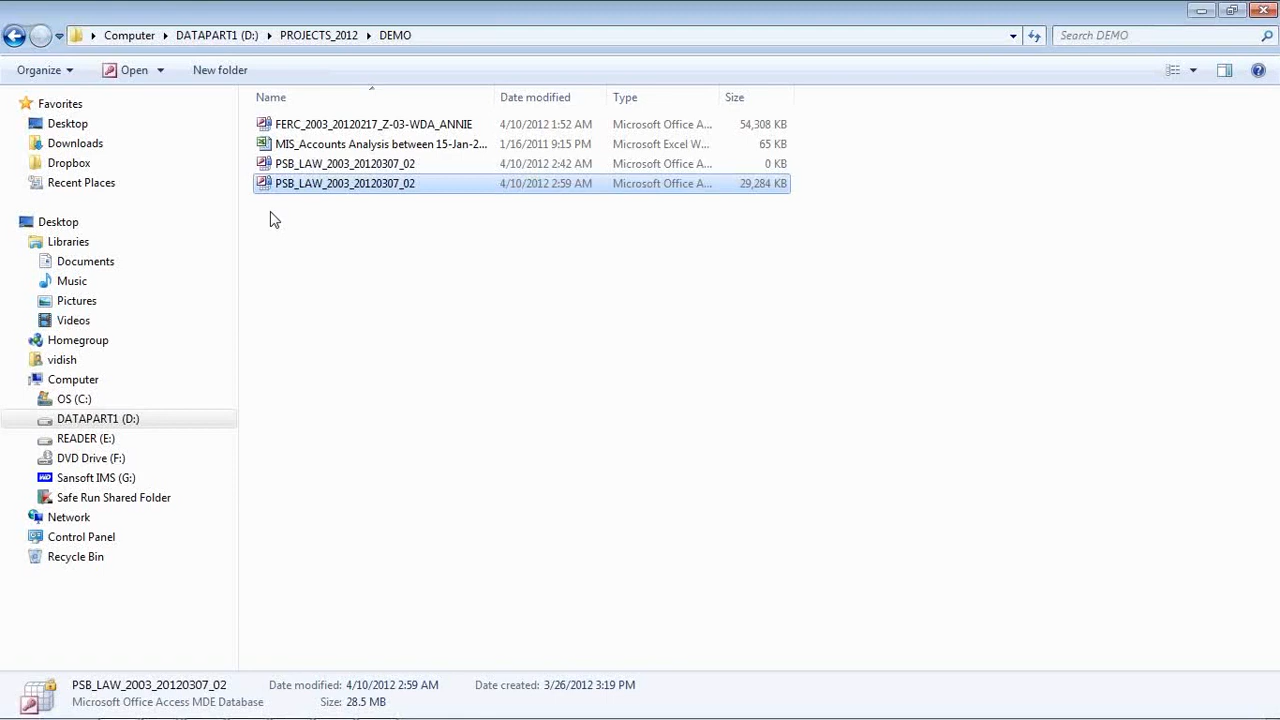 Computer DATAPART1 (D:) PROJECTS_2012 DEMO Search DEMO
Organize Open New folder
Name Date modified Type Size
FERC_2003_20120217_Z-03-WDA_ANNIE 4/10/2012 1:52 AM Microsoft Office A... 54,308 KB
MIS_Accounts Analysis between 15-Jan-2... 1/16/2011 9:15 PM Microsoft Excel W... 65 KB
PSB_LAW_2003_20120307_02 4/10/2012 2:42 AM Microsoft Office A... 0 KB
PSB_LAW_2003_20120307_02 4/10/2012 2:59 AM Microsoft Office A... 29,284 KB
Favorites
Desktop
Downloads
Dropbox
Recent Places
Desktop
Libraries
Documents
Music
Pictures
Videos
Homegroup
vidish
Computer
OS (C:)
DATAPART1 (D:)
READER (E:)
DVD Drive (F:)
Sansoft IMS (G:)
Safe Run Shared Folder
Network
Control Panel
Recycle Bin
PSB_LAW_2003_20120307_02 Date modified: 4/10/2012 2:59 AM Date created: 3/26/2012 3:19 PM
Microsoft Office Access MDE Database Size: 28.5 MB